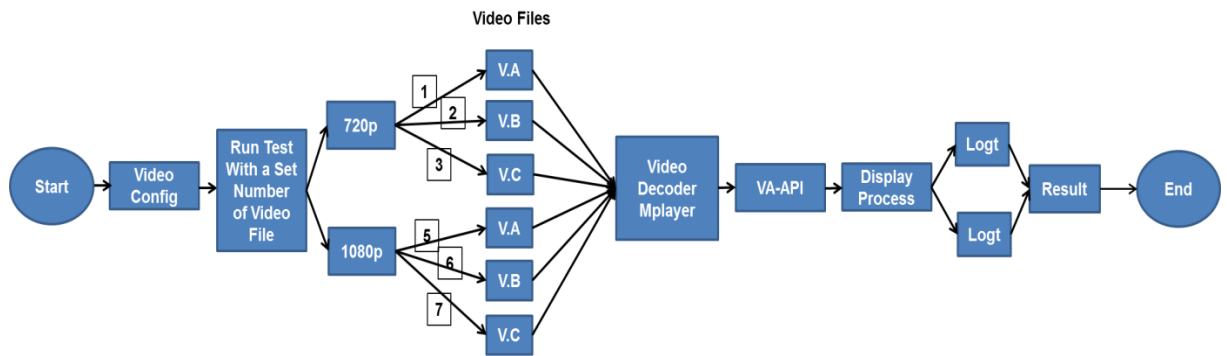 Video Files
Start
Video
Config
Run Test
With a Set
Number
of Video
File
720p
1080p
1
2
3
5
6
7
V.A
V.B
V.C
V.A
V.B
V.C
Video
Decoder
Mplayer
VA-API
Display
Process
Logt
Logt
Result
End